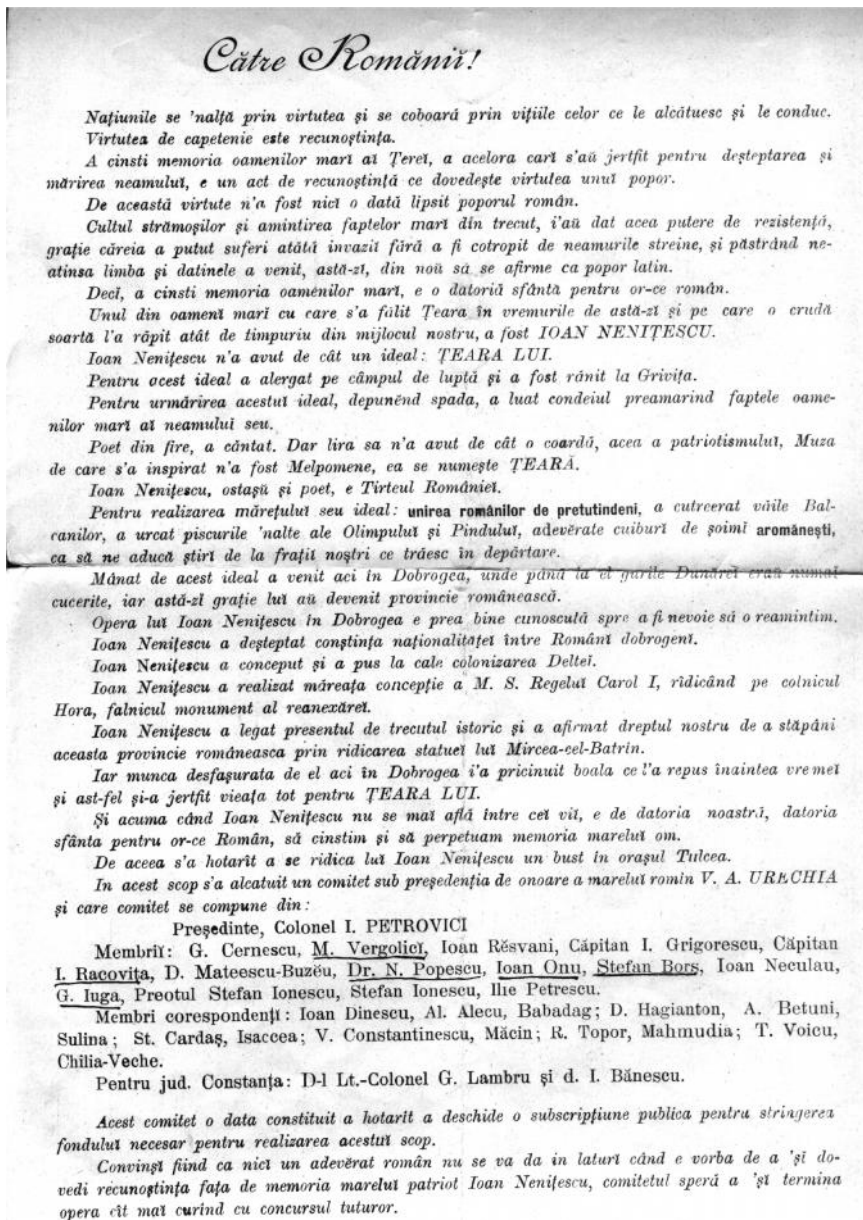 Către Românii!
Națiunile se 'nalță prin virtutea și se coboară prin vițiile celor ce le alcătuesc și le conduc.
Virtutea de capetenie este recunoștința.
A cinsti memoria oamenilor marĭ aĭ Țereĭ, a acelora carĭ s'aŭ jertfit pentru deșteptarea și
mărirea neamuluĭ, e un act de recunoștință ce dovedește virtutea unuĭ popor.
De această virtute n'a fost nicĭ o dată lipsit poporul român.
Cultul strămoșilor și amintirea faptelor marĭ din trecut, i'aŭ dat acea putere de rezistență,
grație căreia a putut suferi atâtă invaziĭ fără a fi cotropit de neamurile streine, și păstrând ne-
atinsa limba și datinele a venit, astă-zĭ, din noŭ să se afirme ca popor latin.
Decĭ, a cinsti memoria oamenilor marĭ, e o datoriă sfântă pentru or-ce român.
Unul din oamenĭ marĭ cu care s'a fălit Țeara în vremurile de astă-zĭ și pe care o crudă
soartă l'a răpit atât de timpuriu din mijlocul nostru, a fost IOAN NENIȚESCU.
Ioan Nenițescu n'a avut de cât un ideal: ȚEARA LUI.
Pentru acest ideal a alergat pe câmpul de luptă și a fost rănit la Grivița.
Pentru urmărirea acestuĭ ideal, depunĕnd spada, a luat condeiul preamarind faptele oame-
nilor marĭ aĭ neamuluĭ seu.
Poet din fire, a cântat. Dar lira sa n'a avut de cât o coardă, acea a patriotismuluĭ, Muza
de care s'a inspirat n'a fost Melpomene, ea se numește ȚEARĂ.
Ioan Nenițescu, ostașŭ și poet, e Tirteul Românieĭ.
Pentru realizarea mărețuluĭ seu ideal: unirea românilor de pretutindeni, a cutreerat văile Bal-
canilor, a urcat piscurile 'nalte ale Olimpuluĭ și Pinduluĭ, adevĕrate cuiburĭ de șoimĭ aromânești,
ca să ne aducă știrĭ de la frațiĭ noștri ce trăesc în depărtare.
Mânat de acest ideal a venit aci în Dobrogea, unde până la el gurile Dunăreĭ eraŭ numaĭ
cucerite, iar astă-zĭ grație luĭ aŭ devenit provincie românească.
Opera luĭ Ioan Nenițescu în Dobrogea e prea bine cunoscută spre a fi nevoie să o reamintim.
Ioan Nenițescu a deșteptat conștința naționalităței între Românĭ dobrogenĭ.
Ioan Nenițescu a conceput și a pus la cale colonizarea Delteĭ.
Ioan Nenițescu a realizat măreața concepție a M. S. Regeluĭ Carol I, ridicând pe colnicul
Hora, falnicul monument al reanexăreĭ.
Ioan Nenițescu a legat presentul de trecutul istoric și a afirmat dreptul nostru de a stăpâni
aceasta provincie româneasca prin ridicarea statueĭ luĭ Mircea-cel-Batrin.
Iar munca desfașurata de el aci în Dobrogea i'a pricinuit boala ce l'a repus înaintea vremeĭ
și ast-fel și-a jertfit vieața tot pentru ȚEARA LUI.
Și acuma când Ioan Nenițescu nu se maĭ află între ceĭ viĭ, e de datoria noastră, datoria
sfânta pentru or-ce Român, să cinstim și să perpetuam memoria mareluĭ om.
De aceea s'a hotarît a se ridica luĭ Ioan Nenițescu un bust in orașul Tulcea.
In acest scop s'a alcatuit un comitet sub președenția de onoare a mareluĭ romin V. A. URECHIA
și care comitet se compune din:
Președinte, Colonel I. PETROVICI
Membriĭ: G. Cernescu, M. Vergolicĭ, Ioan Rĕsvani, Căpitan I. Grigorescu, Căpitan
I. Racoviță, D. Mateescu-Buzĕu, Dr. N. Popescu, Ioan Onu, Stefan Borș, Ioan Neculau,
G. Iuga, Preotul Stefan Ionescu, Stefan Ionescu, Ilie Petrescu.
Membri corespondențĭ: Ioan Dinescu, Al. Alecu, Babadag; D. Hagianton, A. Betuni,
Sulina; St. Cardaș, Isaccea; V. Constantinescu, Măcin; R. Topor, Mahmudia; T. Voicu,
Chilia-Veche.
Pentru jud. Constanța: D-l Lt.-Colonel G. Lambru și d. I. Bănescu.
Acest comitet o data constituit a hotarit a deschide o subscripțiune publica pentru stringerea
fonduluĭ necesar pentru realizarea acestuĭ scop.
Convinșĭ fiind ca nicĭ un adevĕrat român nu se va da in laturĭ când e vorba de a 'și do-
vedi recunoștința fața de memoria mareluĭ patriot Ioan Nenițescu, comitetul speră a 'șĭ termina
opera cît maĭ curind cu concursul tuturor.